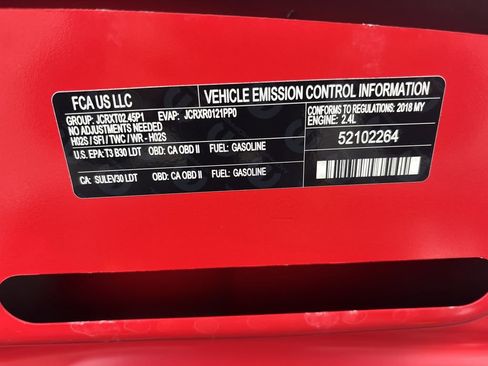 FCA US LLC
VEHICLE EMISSION CONTROL INFORMATION
GROUP: JCRXT02.45P1 EVAP: JCRXR0121PP0
NO ADJUSTMENTS NEEDED
H02S / SFI / TWC / WR - H02S
CONFORMS TO REGULATIONS: 2018 MY
ENGINE: 2.4L
U.S. EPA: T3 B30 LDT OBD: CA OBD II FUEL: GASOLINE
52102264
CA: SULEV30 LDT OBD: CA OBD II FUEL: GASOLINE